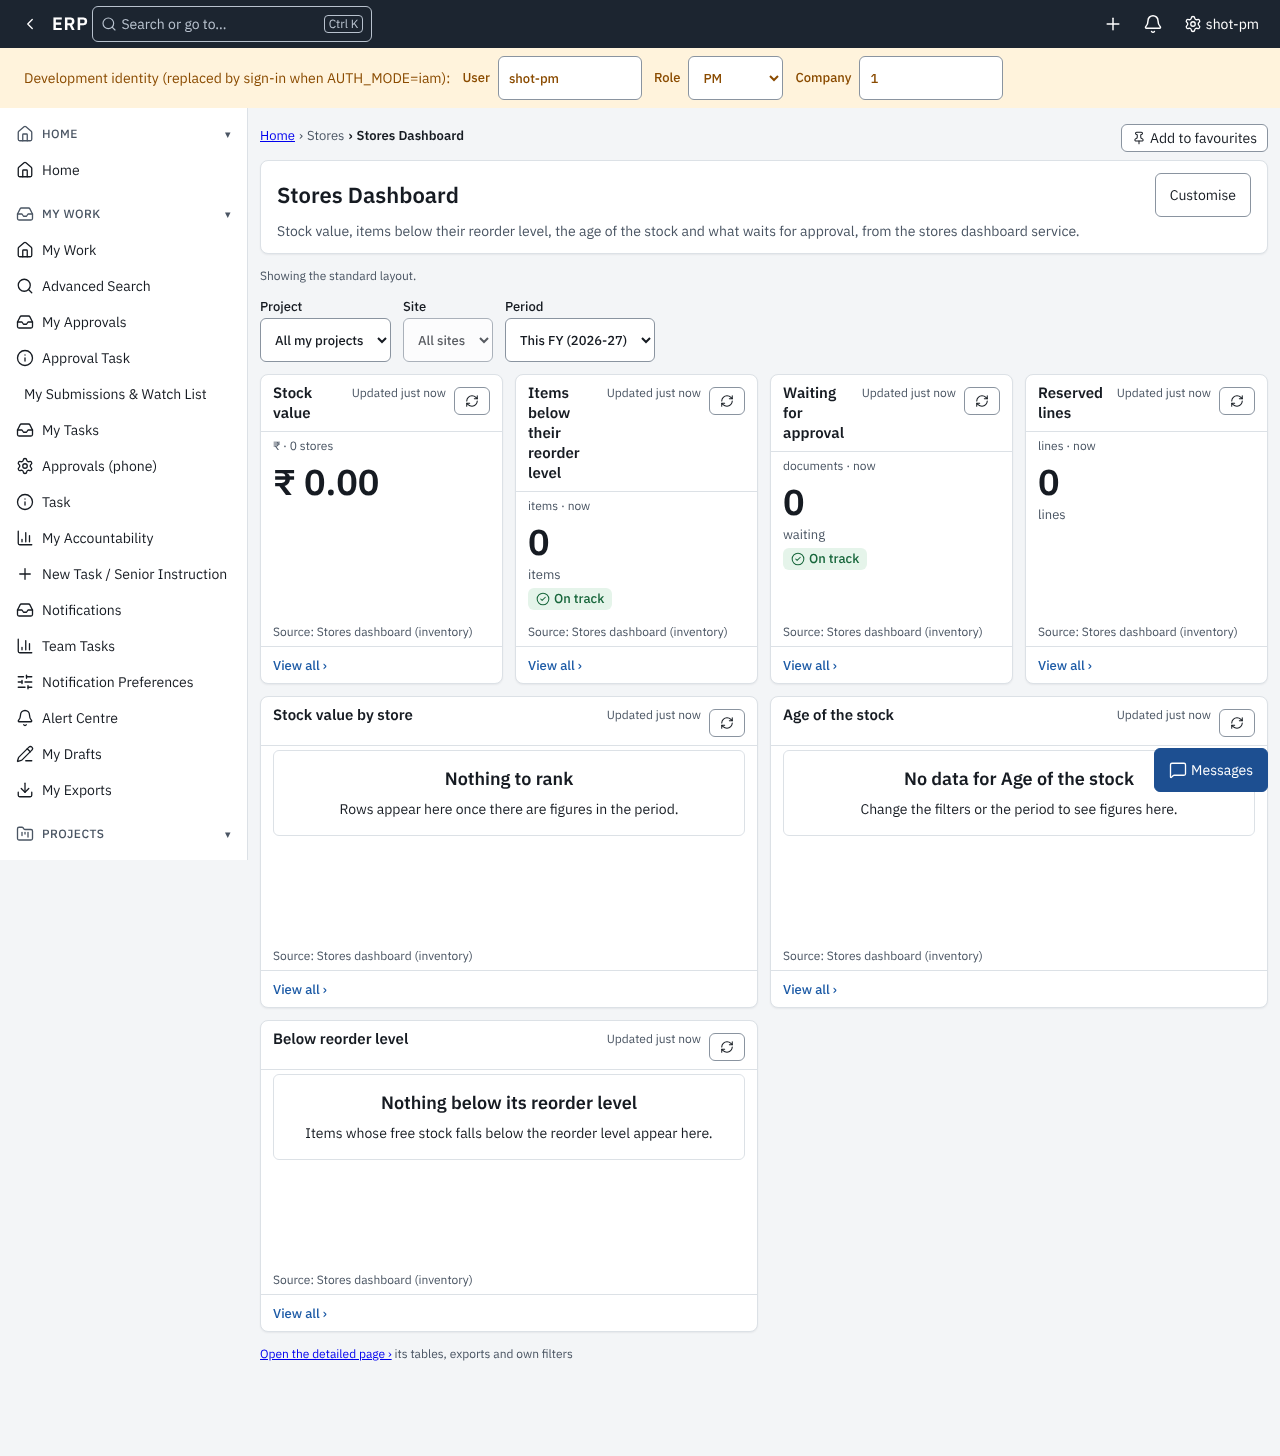 ERP
Search or go to...
Ctrl K
shot-pm
Development identity (replaced by sign-in when AUTH_MODE=iam):
User
shot-pm
Role
PM
Company
1
HOME
Home
MY WORK
My Work
Advanced Search
My Approvals
Approval Task
My Submissions & Watch List
My Tasks
Approvals (phone)
Task
My Accountability
New Task / Senior Instruction
Notifications
Team Tasks
Notification Preferences
Alert Centre
My Drafts
My Exports
PROJECTS
Home › Stores › Stores Dashboard
Add to favourites
Stores Dashboard
Customise
Stock value, items below their reorder level, the age of the stock and what waits for approval, from the stores dashboard service.
Showing the standard layout.
Project
Site
Period
All my projects
All sites
This FY (2026-27)
Stock
value
Updated just now
₹ · 0 stores
₹ 0.00
Source: Stores dashboard (inventory)
View all ›
Items
below
their
reorder
level
Updated just now
items · now
0
items
On track
Source: Stores dashboard (inventory)
View all ›
Waiting
for
approval
Updated just now
documents · now
0
waiting
On track
Source: Stores dashboard (inventory)
View all ›
Reserved
lines
Updated just now
lines · now
0
lines
Source: Stores dashboard (inventory)
View all ›
Stock value by store
Updated just now
Nothing to rank
Rows appear here once there are figures in the period.
Source: Stores dashboard (inventory)
View all ›
Age of the stock
Updated just now
No data for Age of the stock
Change the filters or the period to see figures here.
Messages
Source: Stores dashboard (inventory)
View all ›
Below reorder level
Updated just now
Nothing below its reorder level
Items whose free stock falls below the reorder level appear here.
Source: Stores dashboard (inventory)
View all ›
Open the detailed page › its tables, exports and own filters